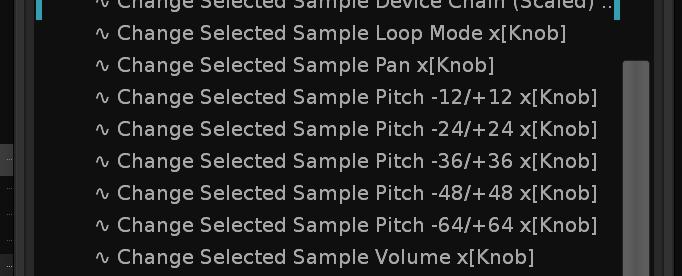 ∿ Change Selected Sample Device Chain (Scaled) ..
∿ Change Selected Sample Loop Mode x[Knob]
∿ Change Selected Sample Pan x[Knob]
∿ Change Selected Sample Pitch -12/+12 x[Knob]
∿ Change Selected Sample Pitch -24/+24 x[Knob]
∿ Change Selected Sample Pitch -36/+36 x[Knob]
∿ Change Selected Sample Pitch -48/+48 x[Knob]
∿ Change Selected Sample Pitch -64/+64 x[Knob]
∿ Change Selected Sample Volume x[Knob]